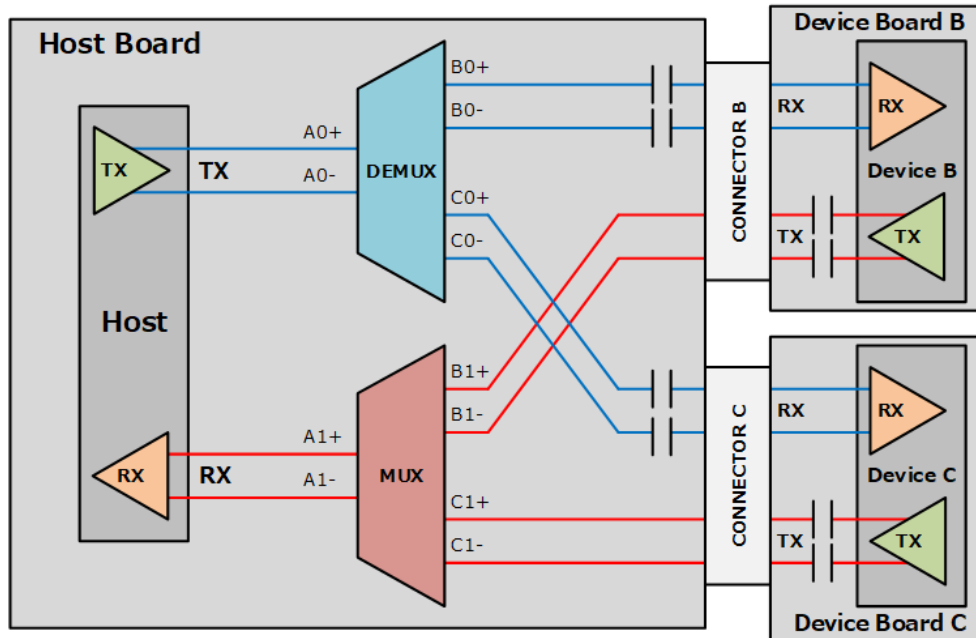 Host Board
Device Board B
B0+
B0-
A0+
A0-
TX
TX
DEMUX
C0+
C0-
CONNECTOR B
RX
RX
Device B
TX
TX
Host
B1+
B1-
A1+
A1-
RX
RX
MUX
C1+
C1-
CONNECTOR C
RX
RX
Device C
TX
TX
Device Board C